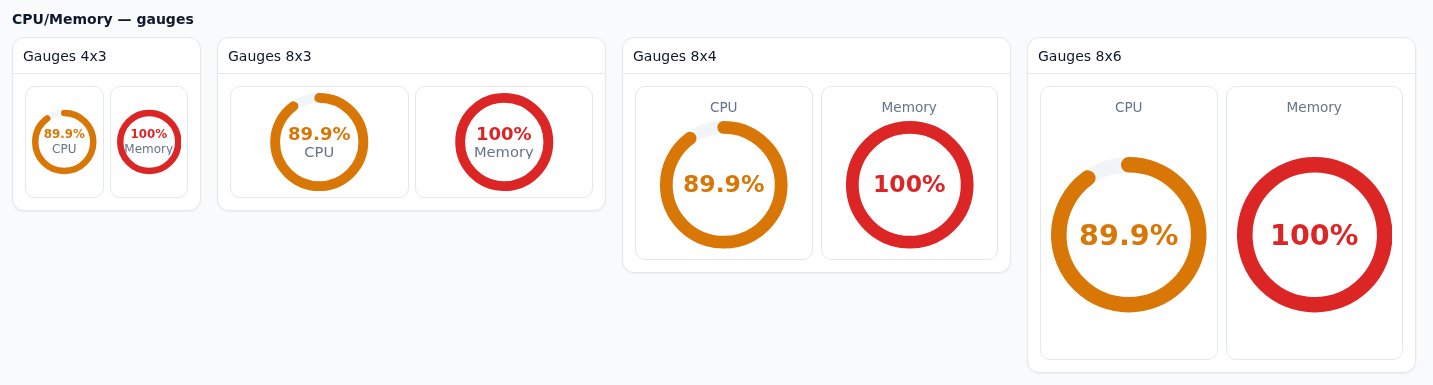 CPU/Memory — gauges
Gauges 4x3
89.9%
CPU
100%
Memory
Gauges 8x3
89.9%
CPU
100%
Memory
Gauges 8x4
CPU
89.9%
Memory
100%
Gauges 8x6
CPU
89.9%
Memory
100%